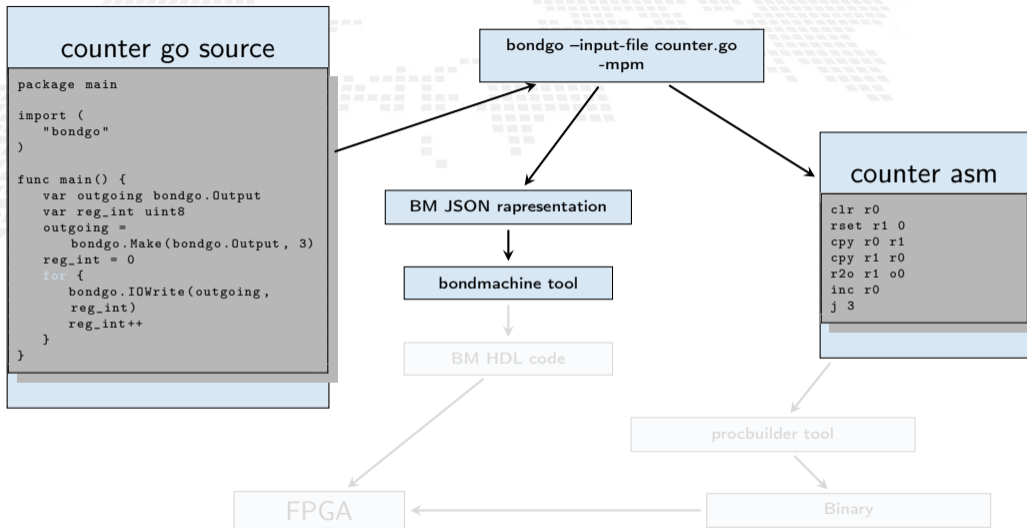 counter go source
package main
import (
"bondgo"
)
func main() {
var outgoing bondgo.Output
var reg_int uint8
outgoing =
bondgo.Make(bondgo.Output, 3)
reg_int = 0
for {
bondgo.IOWrite(outgoing,
reg_int)
reg_int++
}
}
bondgo –input-file counter.go
-mpm
BM JSON rapresentation
bondmachine tool
BM HDL code
FPGA
counter asm
clr r0
rset r1 0
cpy r0 r1
cpy r1 r0
r2o r1 o0
inc r0
j 3
procbuilder tool
Binary